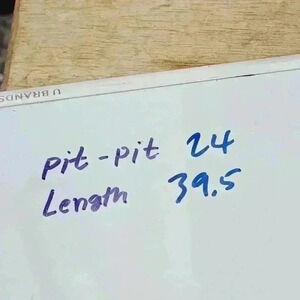 U BRANDS
pit-pit 24
Length 39.5